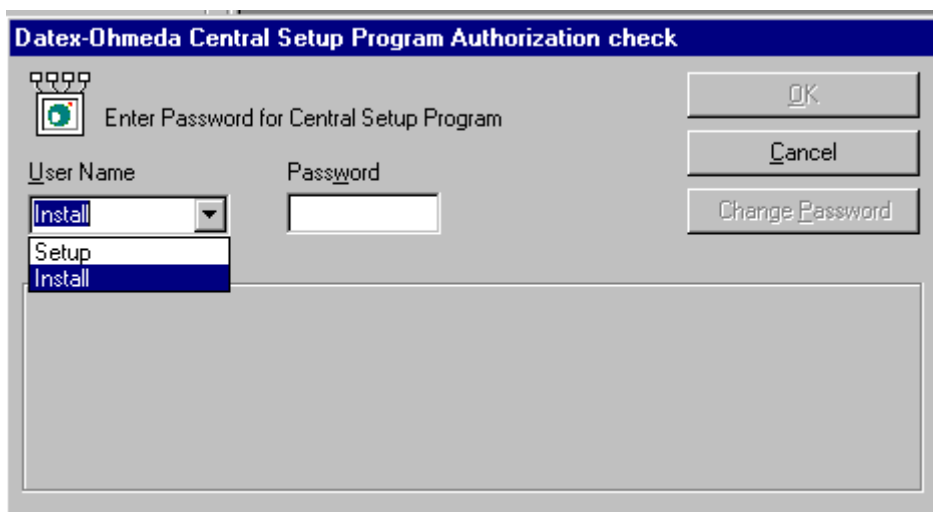 Datex-Ohmeda Central Setup Program Authorization check
Enter Password for Central Setup Program
OK
Cancel
User Name
Password
Install
Change Password
Setup
Install